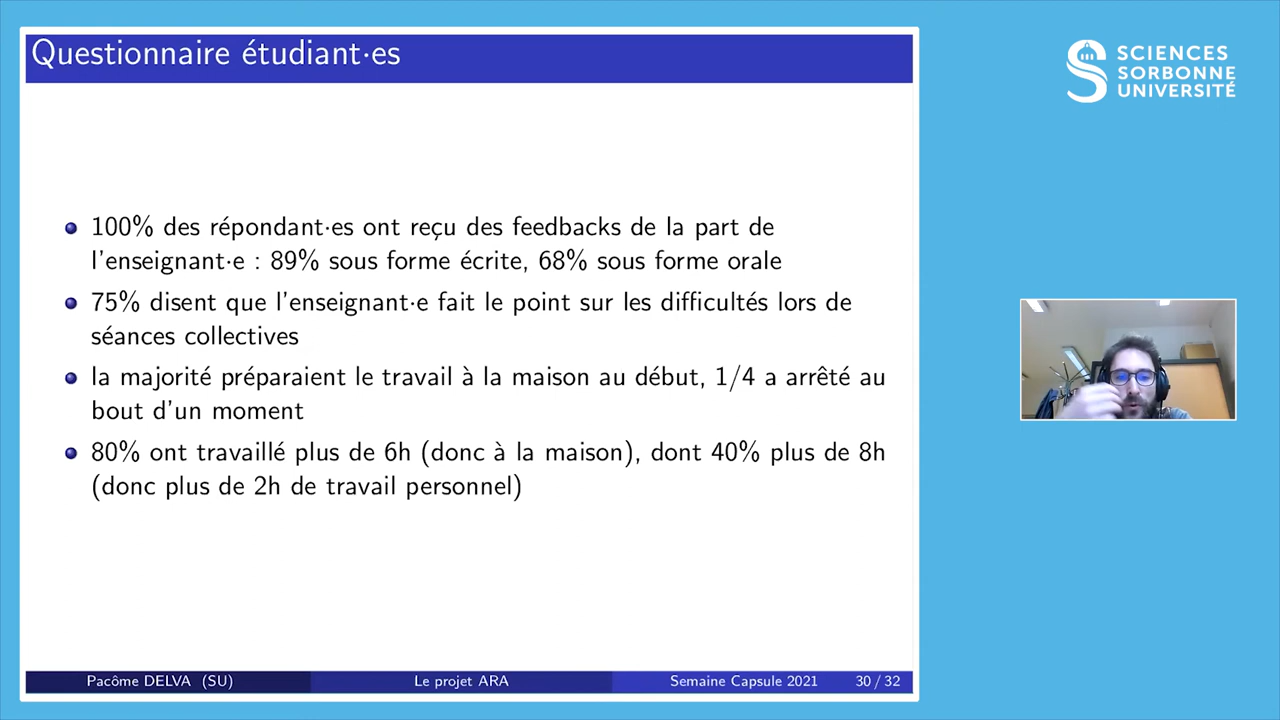 Questionnaire étudiant·es
SCIENCES
SORBONNE
UNIVERSITÉ
100% des répondant·es ont reçu des feedbacks de la part de
l'enseignant·e : 89% sous forme écrite, 68% sous forme orale
75% disent que l'enseignant·e fait le point sur les difficultés lors de
séances collectives
la majorité préparaient le travail à la maison au début, 1/4 a arrêté au
bout d'un moment
80% ont travaillé plus de 6h (donc à la maison), dont 40% plus de 8h
(donc plus de 2h de travail personnel)
Pacôme DELVA (SU) Le projet ARA Semaine Capsule 2021 30 / 32